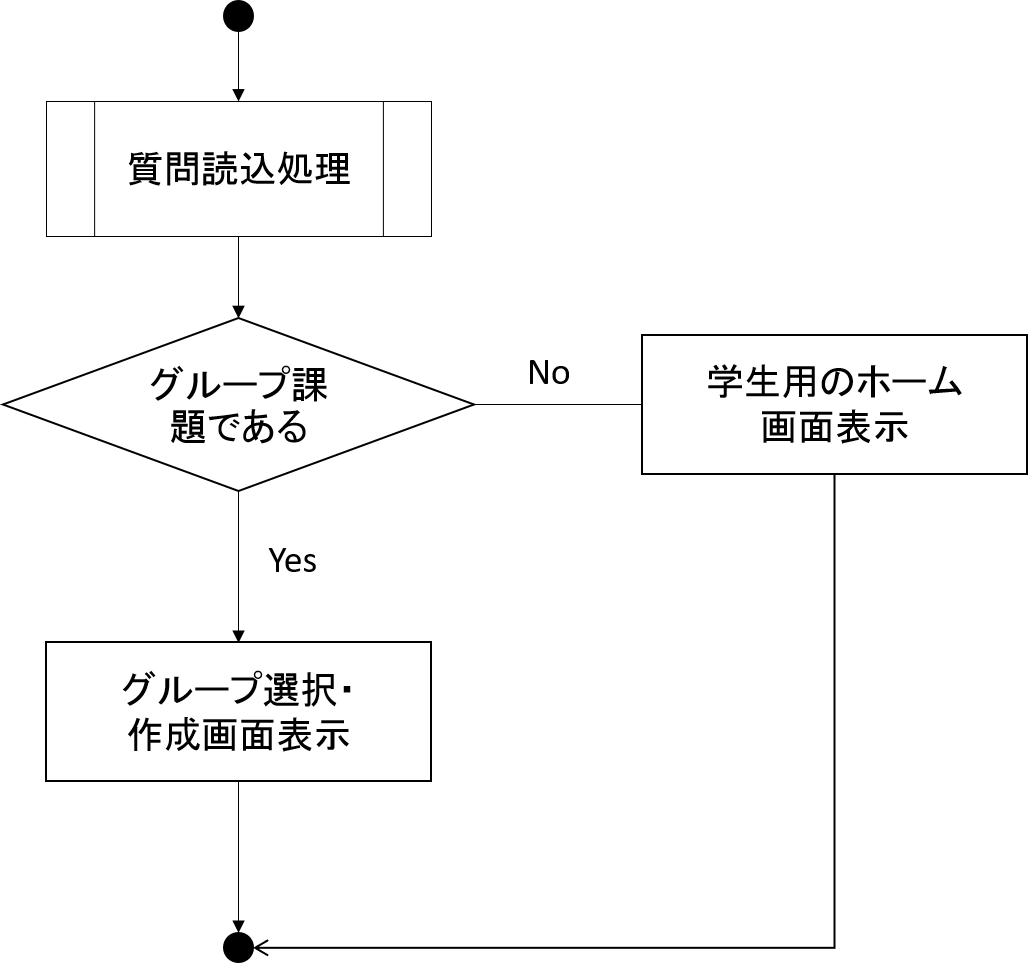 質問読込処理
グループ課
題である
No
学生用のホーム
画面表示
Yes
グループ選択・
作成画面表示